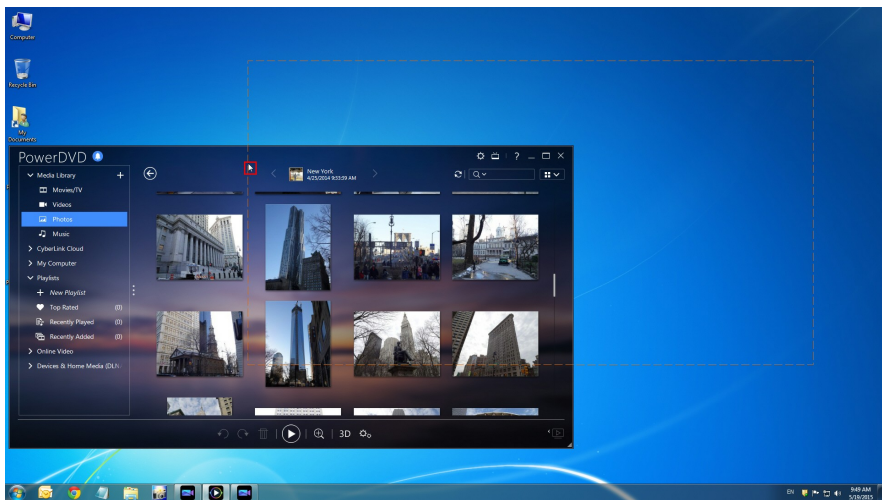 Computer
Recycle Bin
My
Documents
PowerDVD
?
Media Library
+
Movies/TV
Videos
Photos
Music
CyberLink Cloud
My Computer
Playlists
+ New Playlist
Top Rated (0)
Recently Played (0)
Recently Added (0)
Online Video
Devices & Home Media (DLN
New York
4/25/2014 9:53:09 AM
3D
EN
9:49 AM
5/19/2015